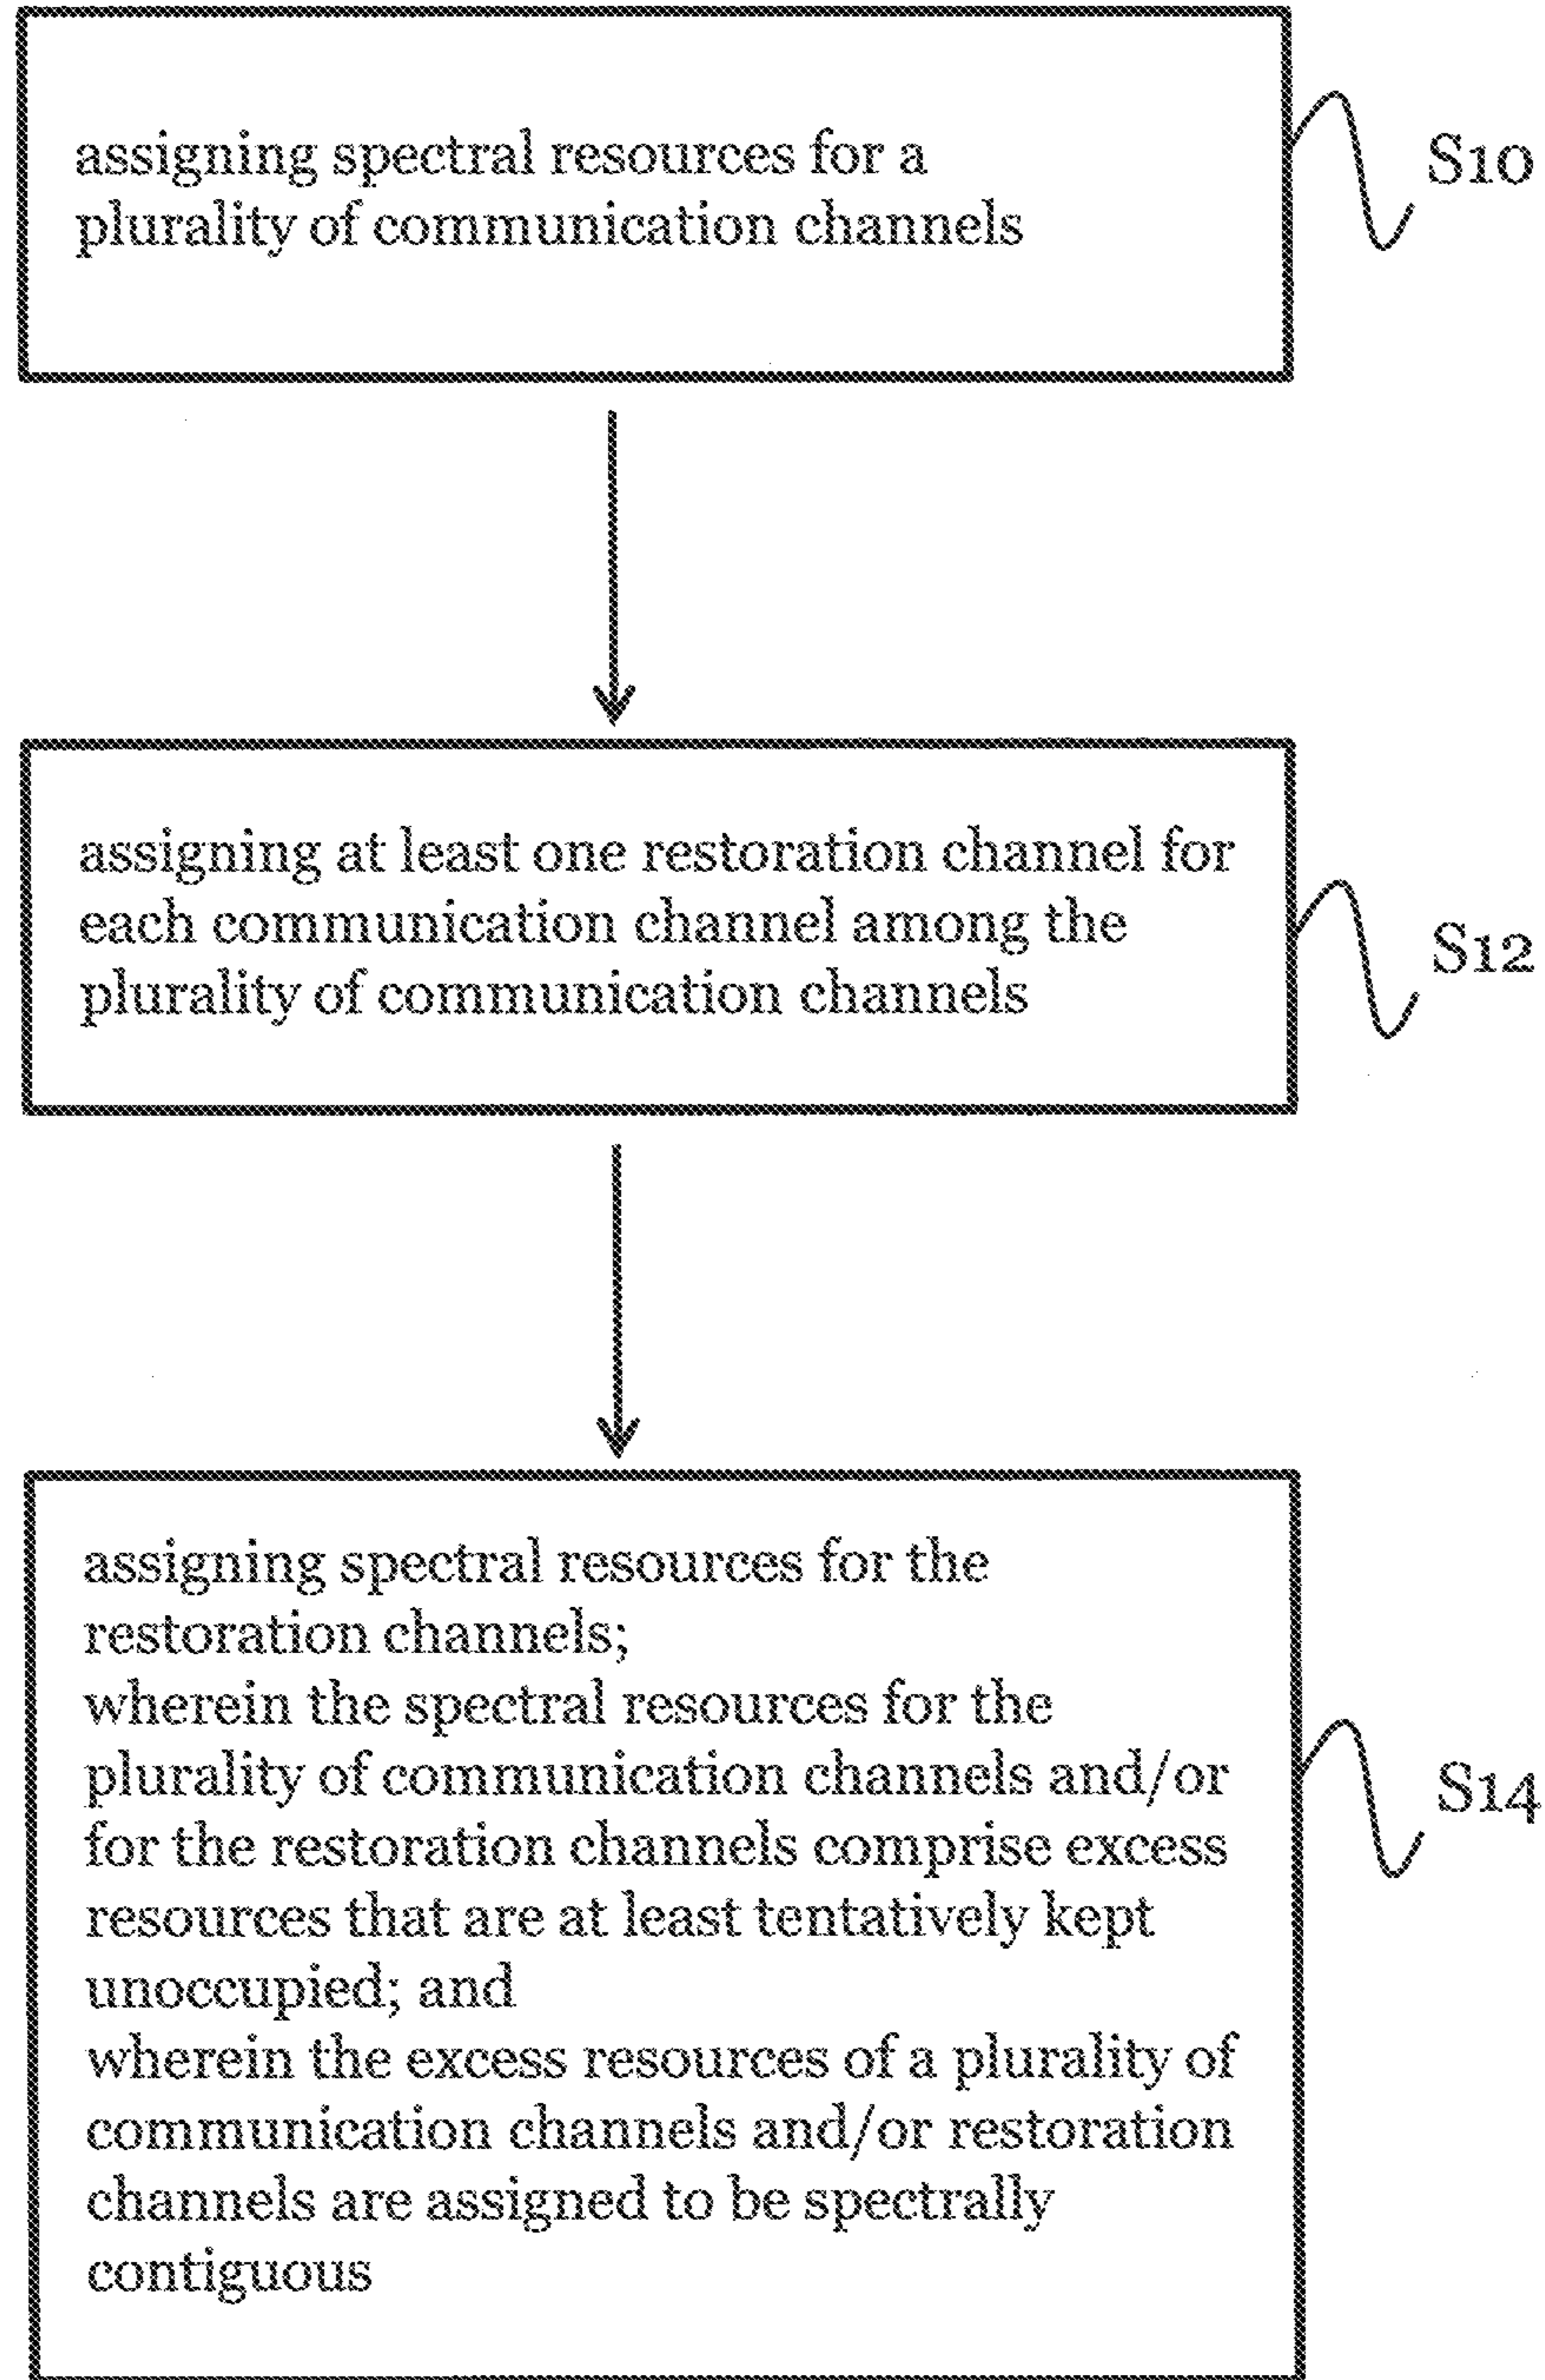 assigning spectral resources for a
plurality of communication channels
S10
assigning at least one restoration channel for
each communication channel among the
plurality of communication channels
S12
assigning spectral resources for the
restoration channels;
wherein the spectral resources for the
plurality of communication channels and/or
for the restoration channels comprise excess
resources that are at least tentatively kept
unoccupied; and
wherein the excess resources of a plurality of
communication channels and/or restoration
channels are assigned to be spectrally
contiguous
S14